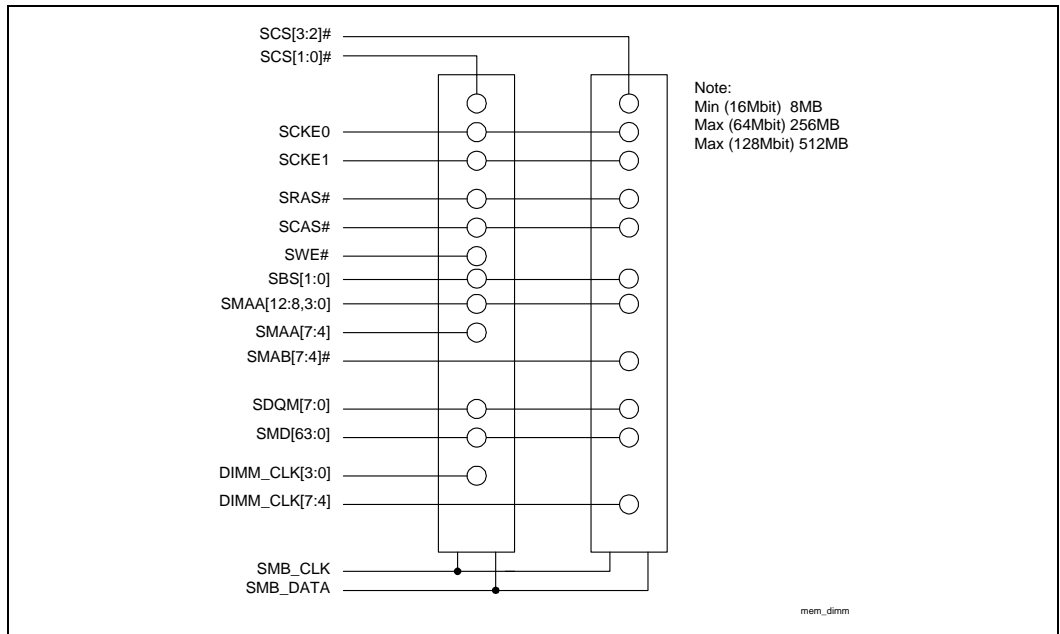 SCS[3:2]#
SCS[1:0]#
Note:
Min (16Mbit)  8MB
Max (64Mbit) 256MB
Max (128Mbit) 512MB
SCKE0
SCKE1
SRAS#
SCAS#
SWE#
SBS[1:0]
SMAA[12:8,3:0]
SMAA[7:4]
SMAB[7:4]#
SDQM[7:0]
SMD[63:0]
DIMM_CLK[3:0]
DIMM_CLK[7:4]
SMB_CLK
SMB_DATA
mem_dimm